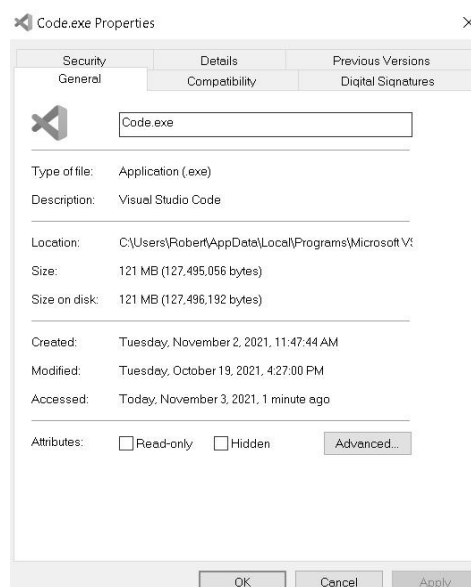 Code.exe Properties
Security Details Previous Versions
General Compatibility Digital Signatures
Code.exe
Type of file: Application (.exe)
Description: Visual Studio Code
Location: C:\Users\Robert\AppData\Local\Programs\Microsoft VS
Size: 121 MB (127,495,056 bytes)
Size on disk: 121 MB (127,496,192 bytes)
Created: Tuesday, November 2, 2021, 11:47:44 AM
Modified: Tuesday, October 19, 2021, 4:27:00 PM
Accessed: Today, November 3, 2021, 1 minute ago
Attributes: Read-only Hidden Advanced...
OK Cancel Apply